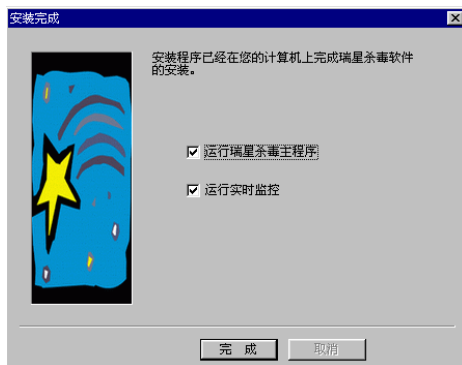 安装完成
安装程序已经在您的计算机上完成瑞星杀毒软件
的安装。
运行瑞星杀毒主程序
运行实时监控
完 成
取消